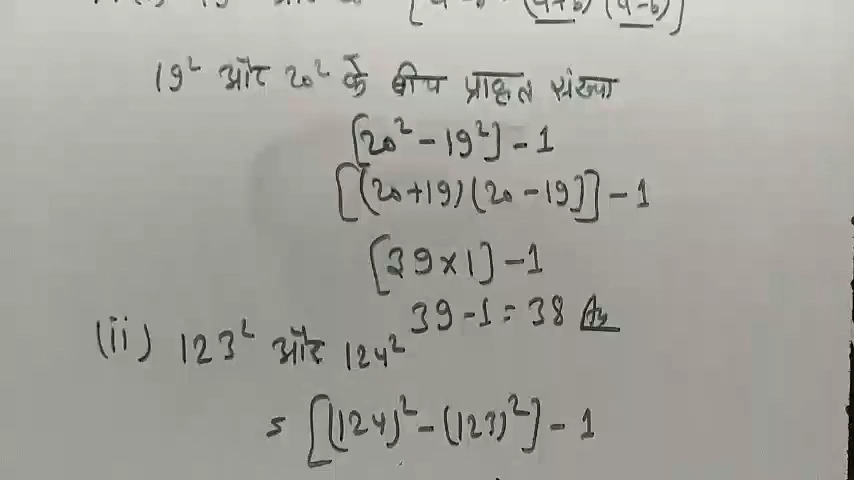 19² और 20² के बीच प्राकृत संख्या
[20² - 19²] - 1
[(20+19)(20-19)] - 1
[39×1] - 1
39 - 1 = 38 Ans
(ii) 123² और 124²
= [(124)² - (123)²] - 1